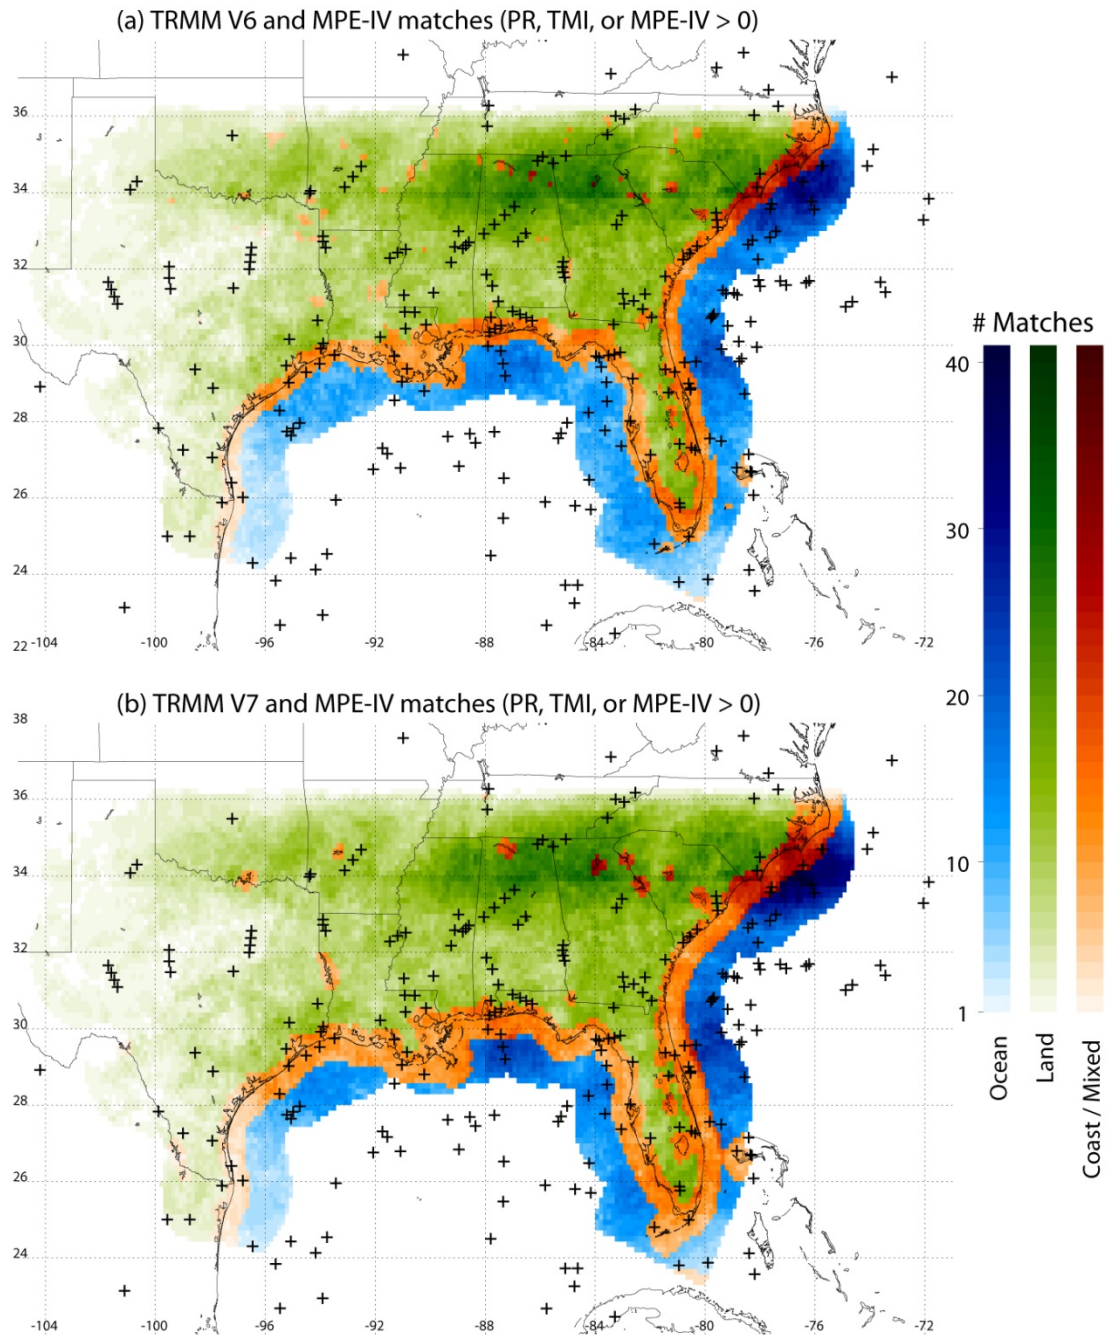 (a) TRMM V6 and MPE-IV matches (PR, TMI, or MPE-IV > 0)
36
34
32
30
28
26
24
22
-104 -100 -96 -92 -88 -84 -80 -76 -72
# Matches
40
30
20
10
1
Ocean
Land
Coast / Mixed
(b) TRMM V7 and MPE-IV matches (PR, TMI, or MPE-IV > 0)
38
36
34
32
30
28
26
24
-104 -100 -96 -92 -88 -84 -80 -76 -72